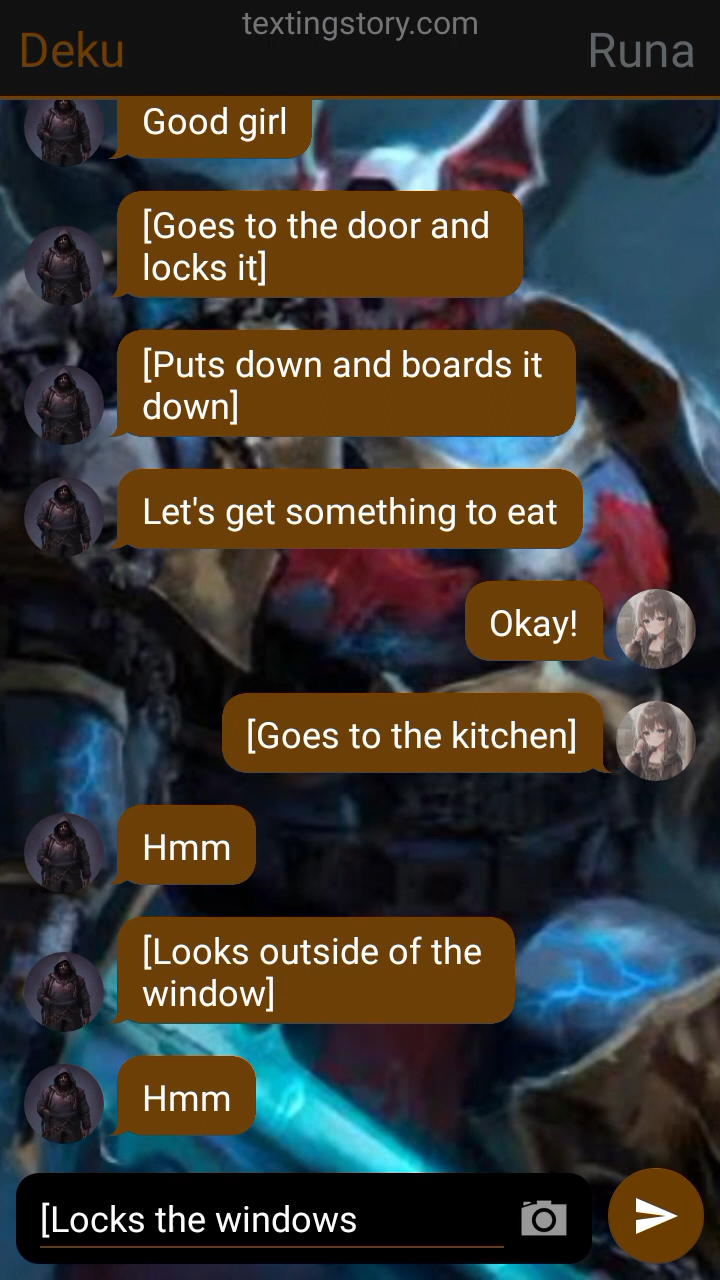 textingstory.com
Deku
Runa
Good girl
[Goes to the door and
locks it]
[Puts down and boards it
down]
Let's get something to eat
Okay!
[Goes to the kitchen]
Hmm
[Looks outside of the
window]
Hmm
[Locks the windows